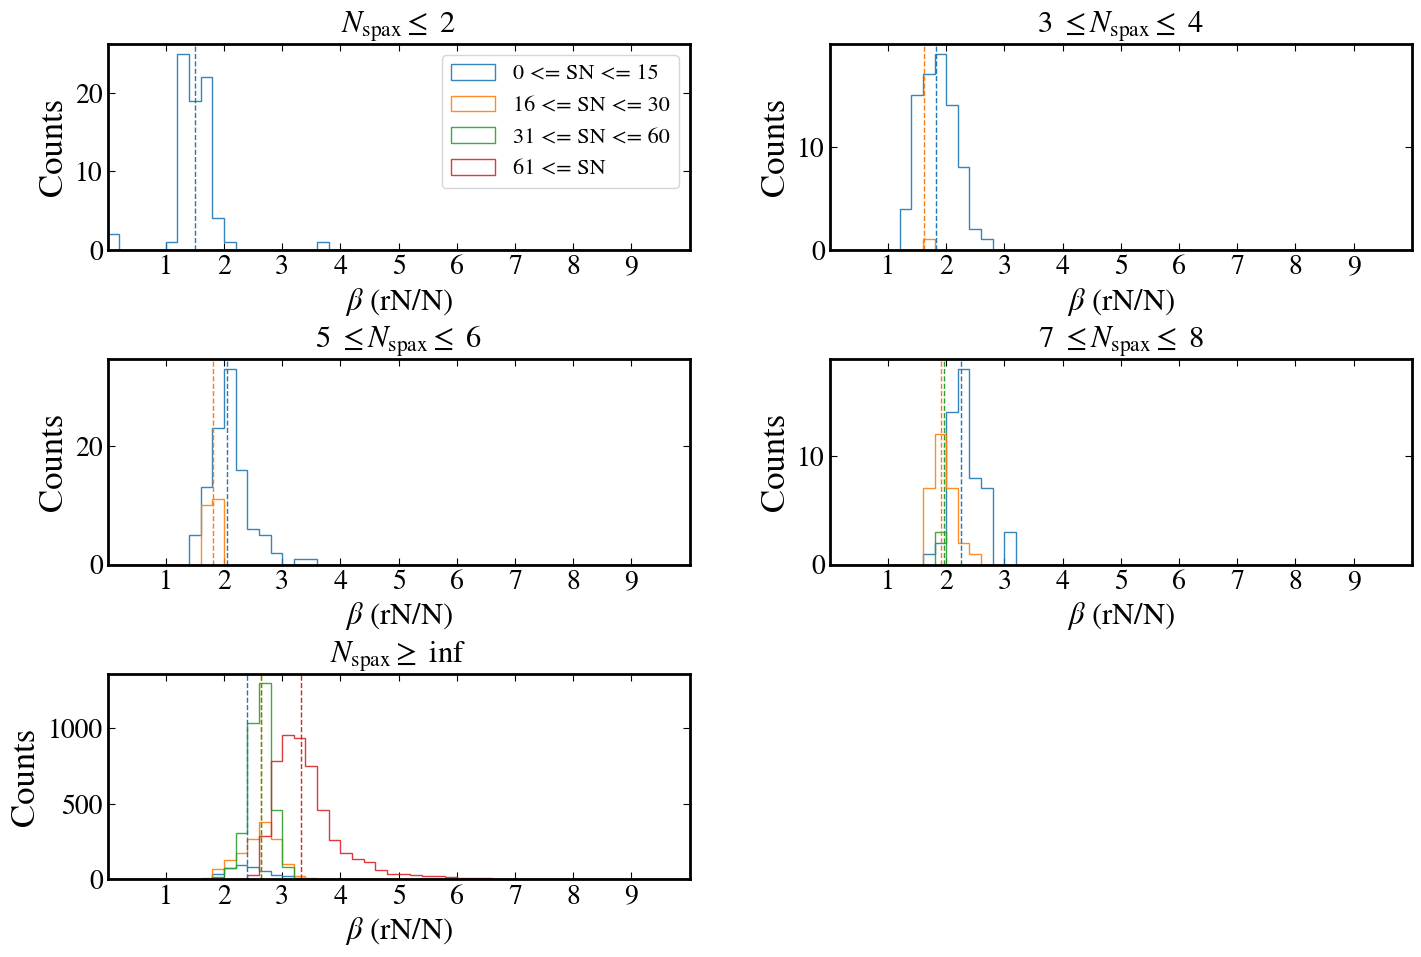 N_spax ≤ 2
Counts
20
10
0
0 <= SN <= 15
16 <= SN <= 30
31 <= SN <= 60
61 <= SN
1 2 3 4 5 6 7 8 9
β (rN/N)
3 ≤N_spax ≤ 4
Counts
10
0
1 2 3 4 5 6 7 8 9
β (rN/N)
5 ≤N_spax ≤ 6
Counts
20
0
1 2 3 4 5 6 7 8 9
β (rN/N)
7 ≤N_spax ≤ 8
Counts
10
0
1 2 3 4 5 6 7 8 9
β (rN/N)
N_spax ≥ inf
Counts
1000
500
0
1 2 3 4 5 6 7 8 9
β (rN/N)